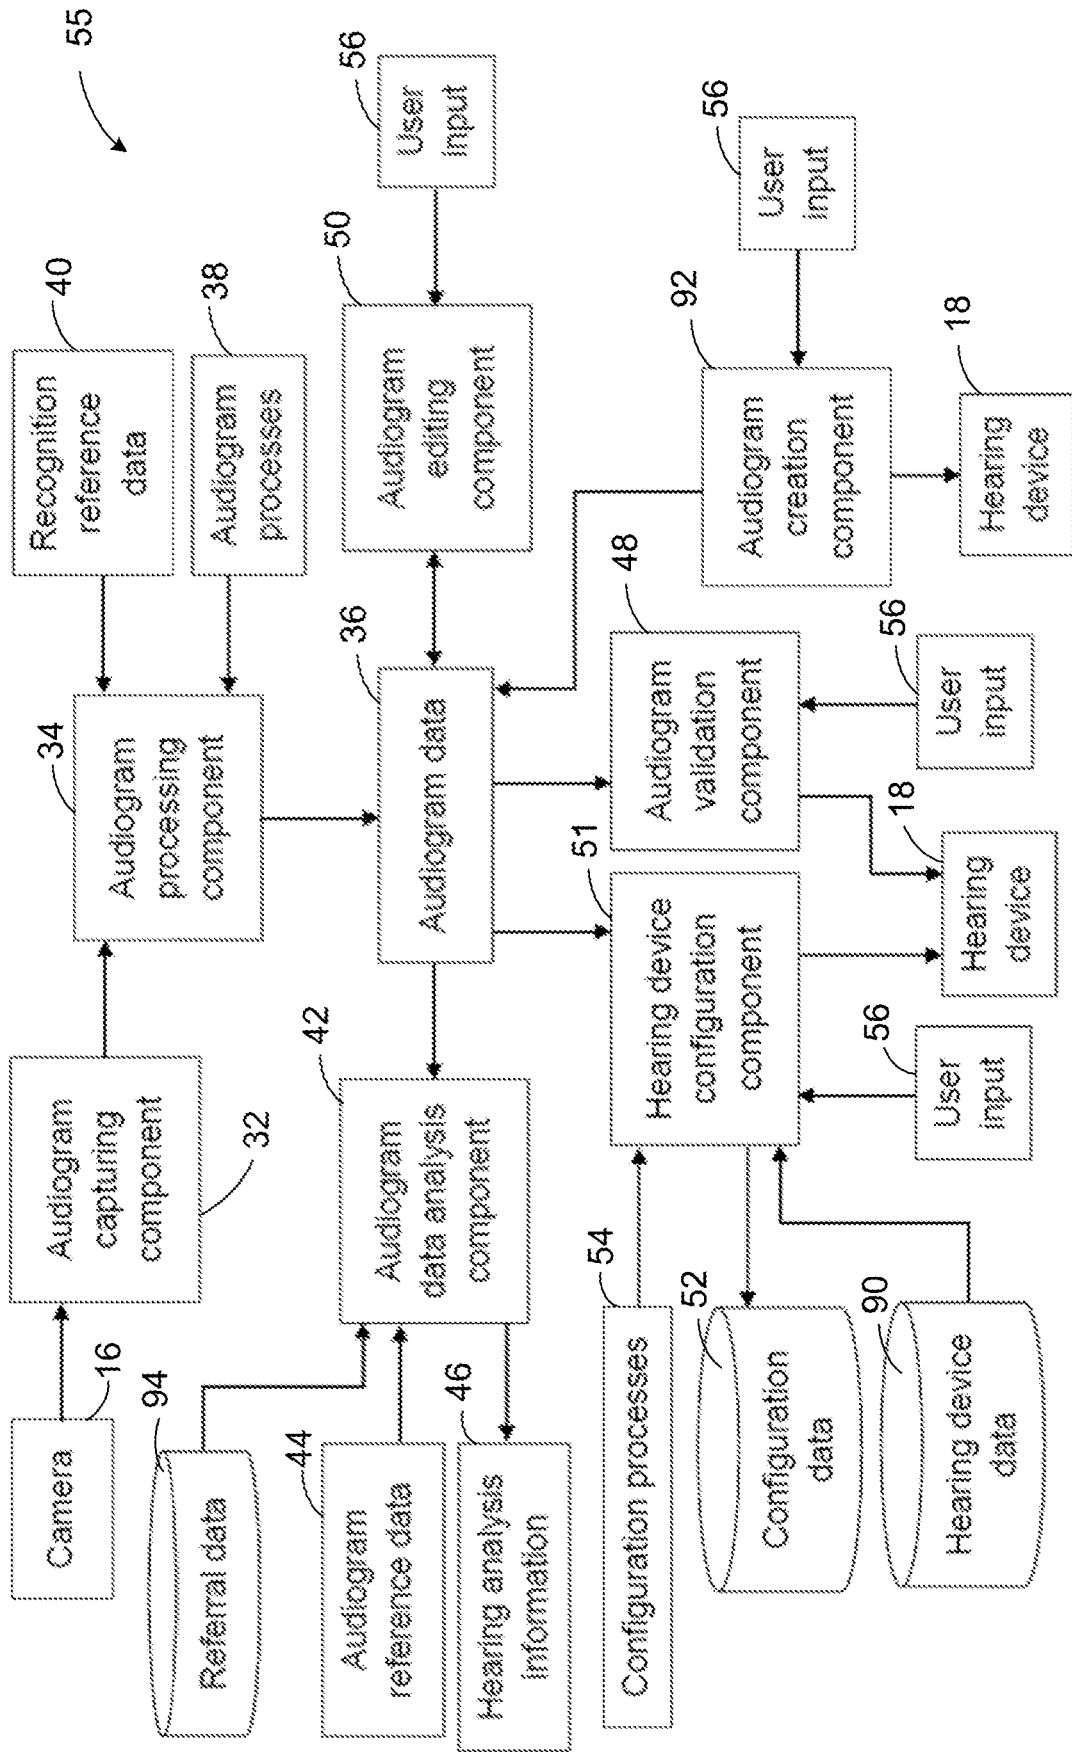 55
Camera
16
Audiogram
capturing
component
32
Audiogram
processing
component
34
Recognition
reference
data
40
Audiogram
processes
38
Referral data
94
Audiogram
reference data
44
Hearing analysis
information
46
Audiogram
data analysis
component
42
Audiogram data
36
Audiogram
editing
component
50
User
input
56
Configuration processes
54
Configuration
data
52
Hearing device
data
90
Hearing device
configuration
component
51
Audiogram
validation
component
48
Audiogram
creation
component
92
User
input
56
User
input
56
Hearing
device
18
User
input
56
Hearing
device
18